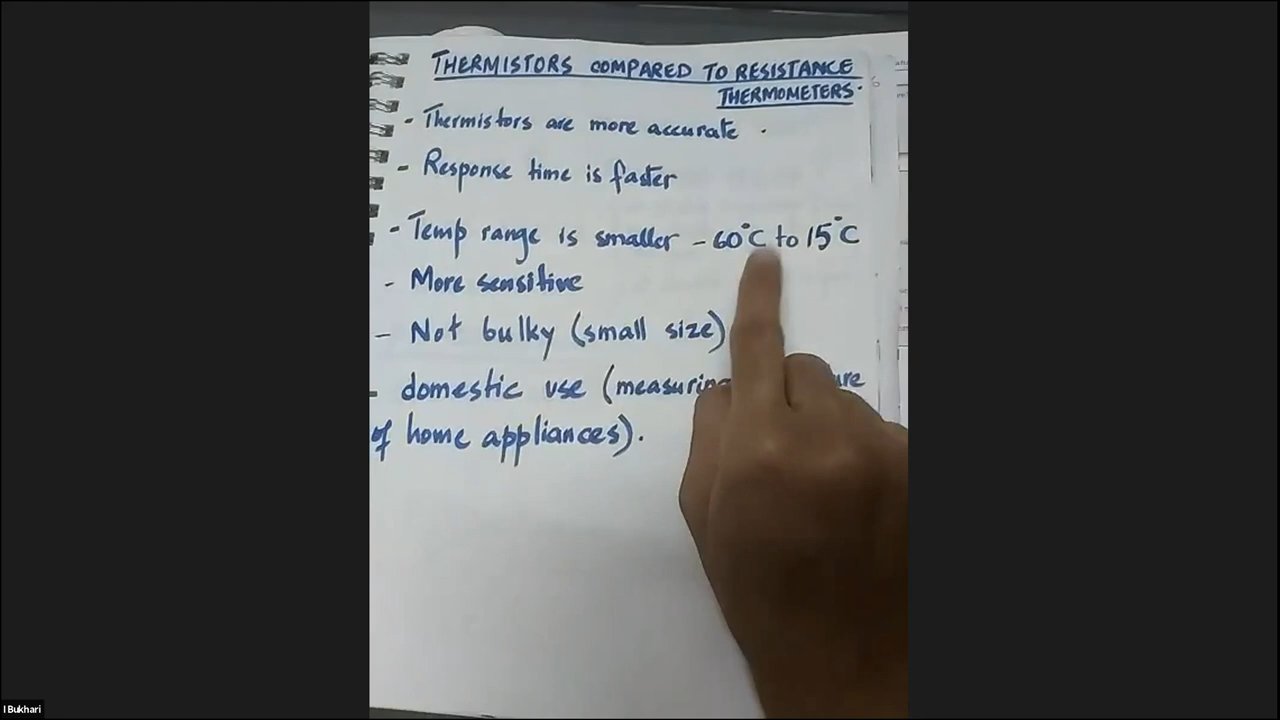 THERMISTORS COMPARED TO RESISTANCE
THERMOMETERS.
- Thermistors are more accurate .
- Response time is faster
- Temp range is smaller - 60°C to 15°C
- More sensitive
- Not bulky (small size)
- domestic use (measuring
of home appliances).
I Bukhari